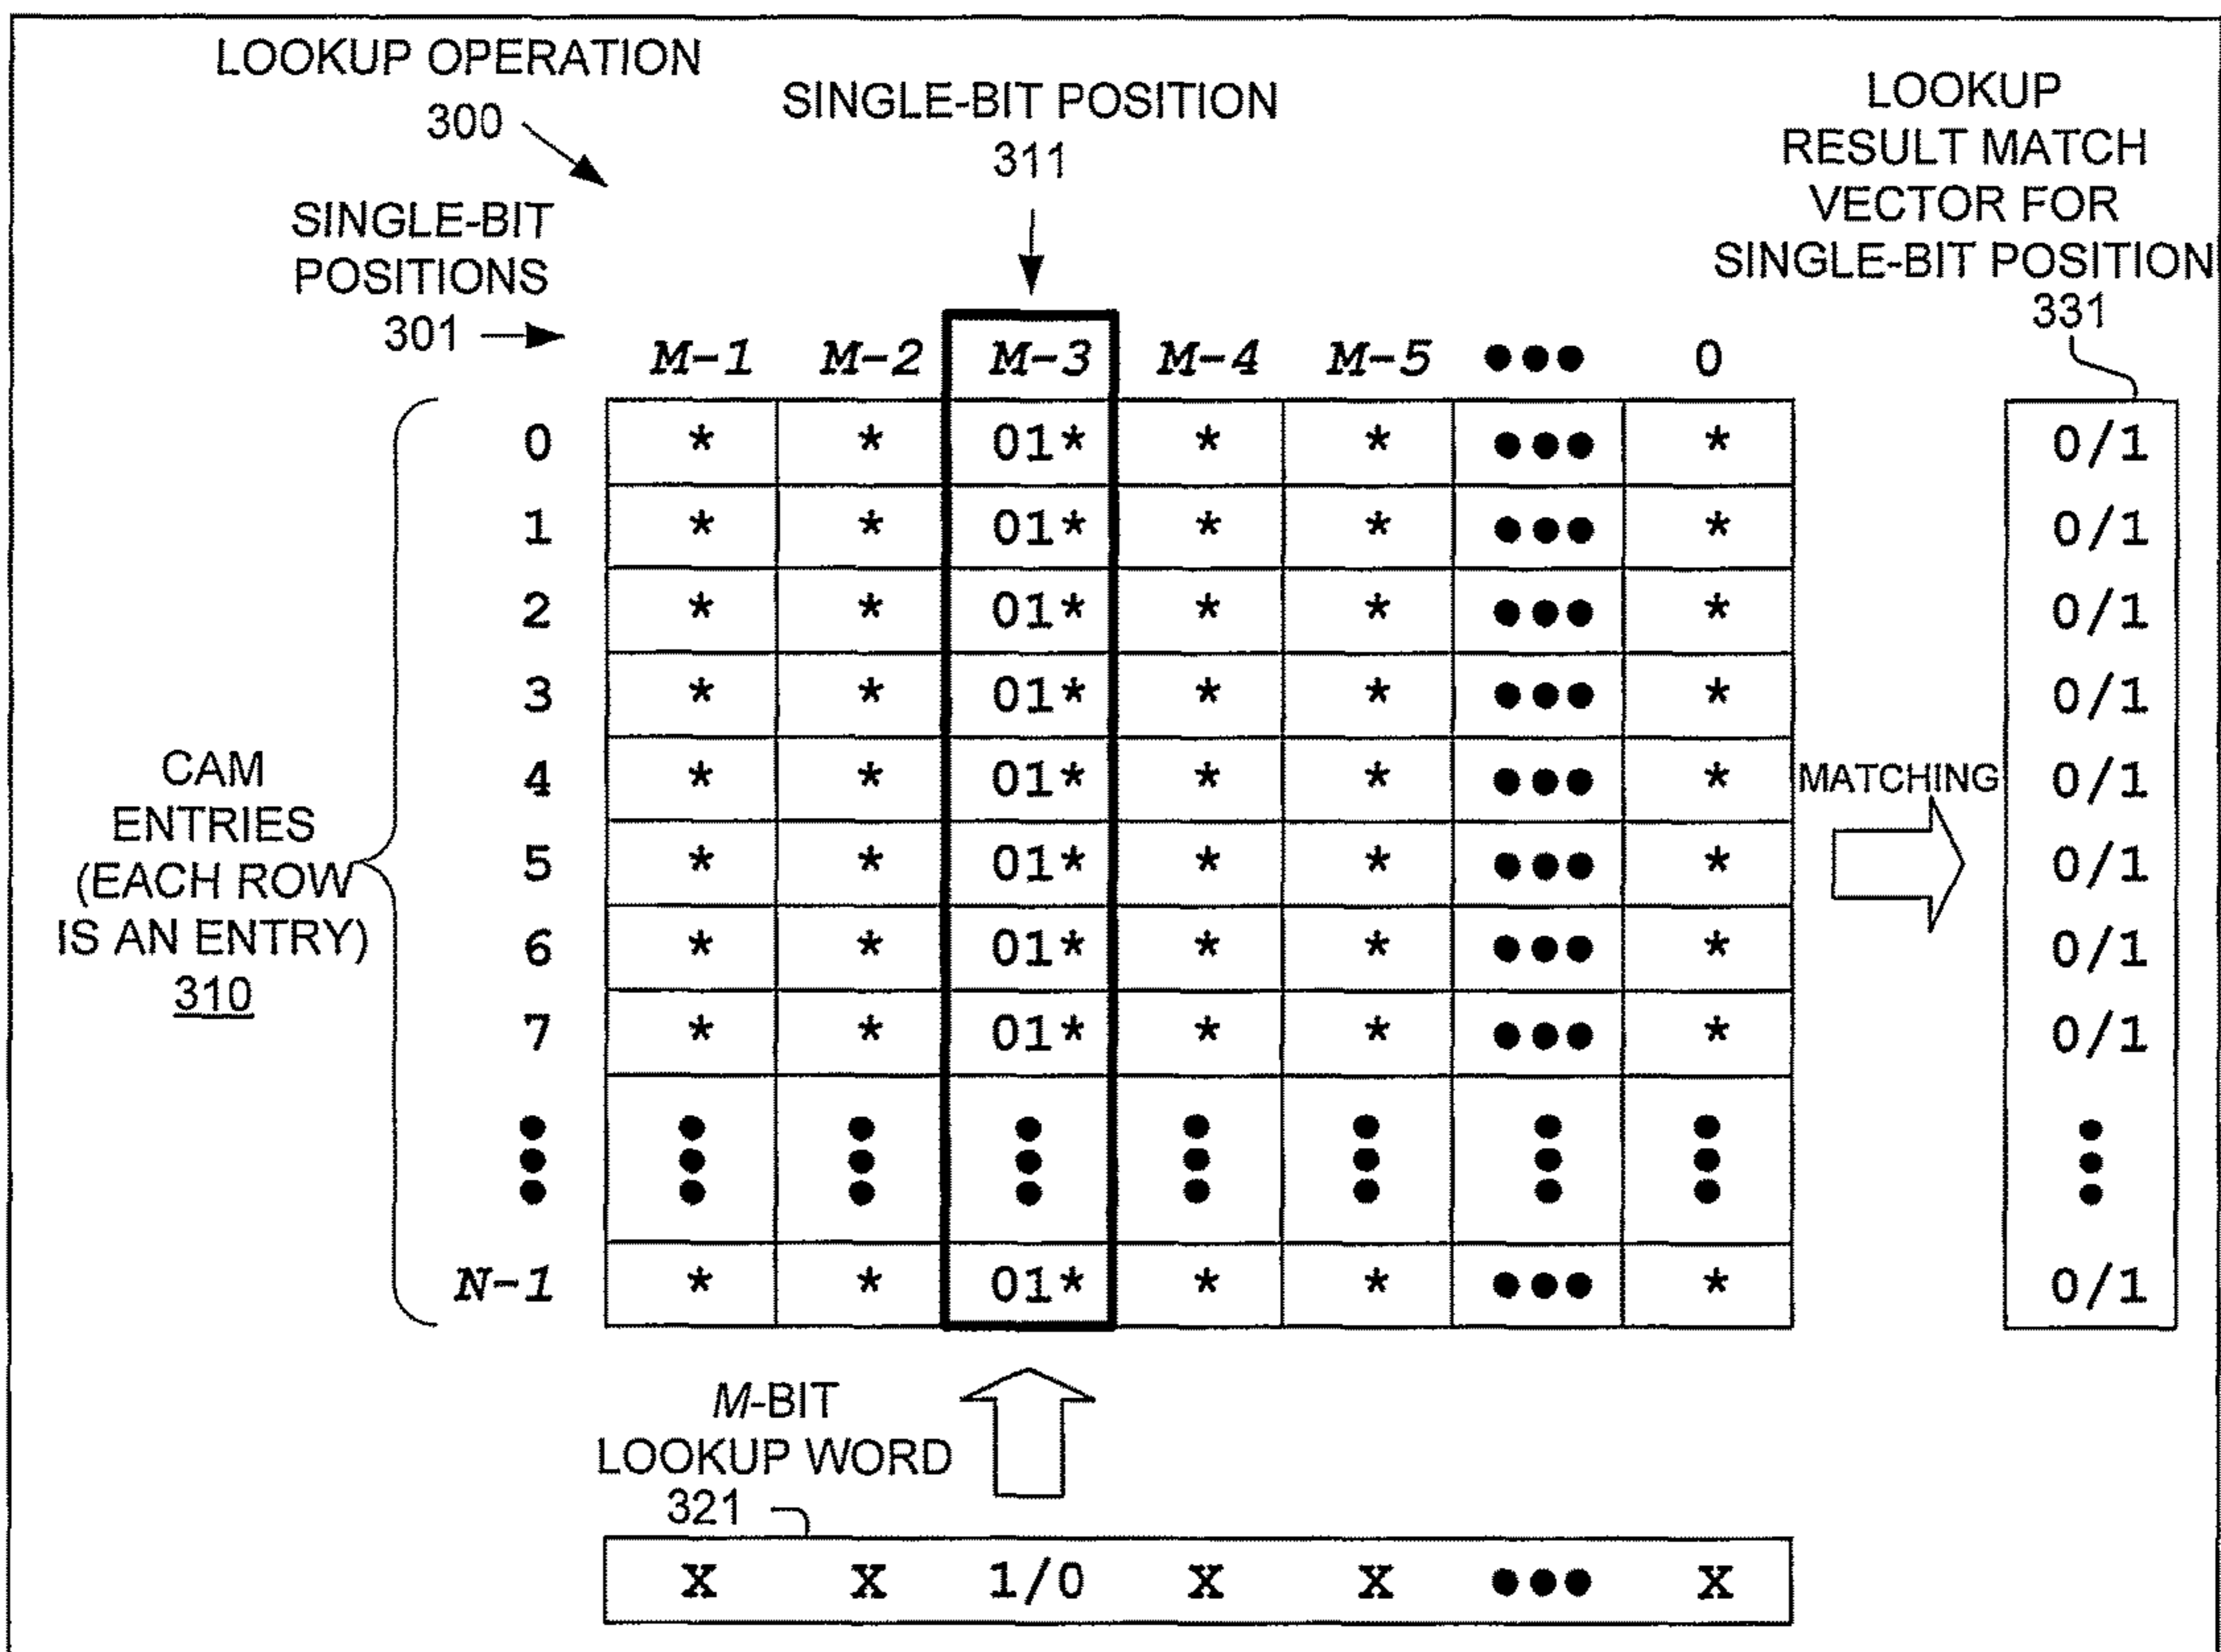 LOOKUP OPERATION
300
SINGLE-BIT POSITION
311
LOOKUP
RESULT MATCH
VECTOR FOR
SINGLE-BIT POSITION
331
SINGLE-BIT
POSITIONS
301
M-1 M-2 M-3 M-4 M-5 ●●● 0
0 * * 01* * * ●●● * 0/1
1 * * 01* * * ●●● * 0/1
2 * * 01* * * ●●● * 0/1
3 * * 01* * * ●●● * 0/1
4 * * 01* * * ●●● * 0/1
5 * * 01* * * ●●● * 0/1
6 * * 01* * * ●●● * 0/1
7 * * 01* * * ●●● * 0/1
N-1 * * 01* * * ●●● * 0/1
CAM
ENTRIES
(EACH ROW
IS AN ENTRY)
310
MATCHING
M-BIT
LOOKUP WORD
321
X X 1/0 X X ●●● X